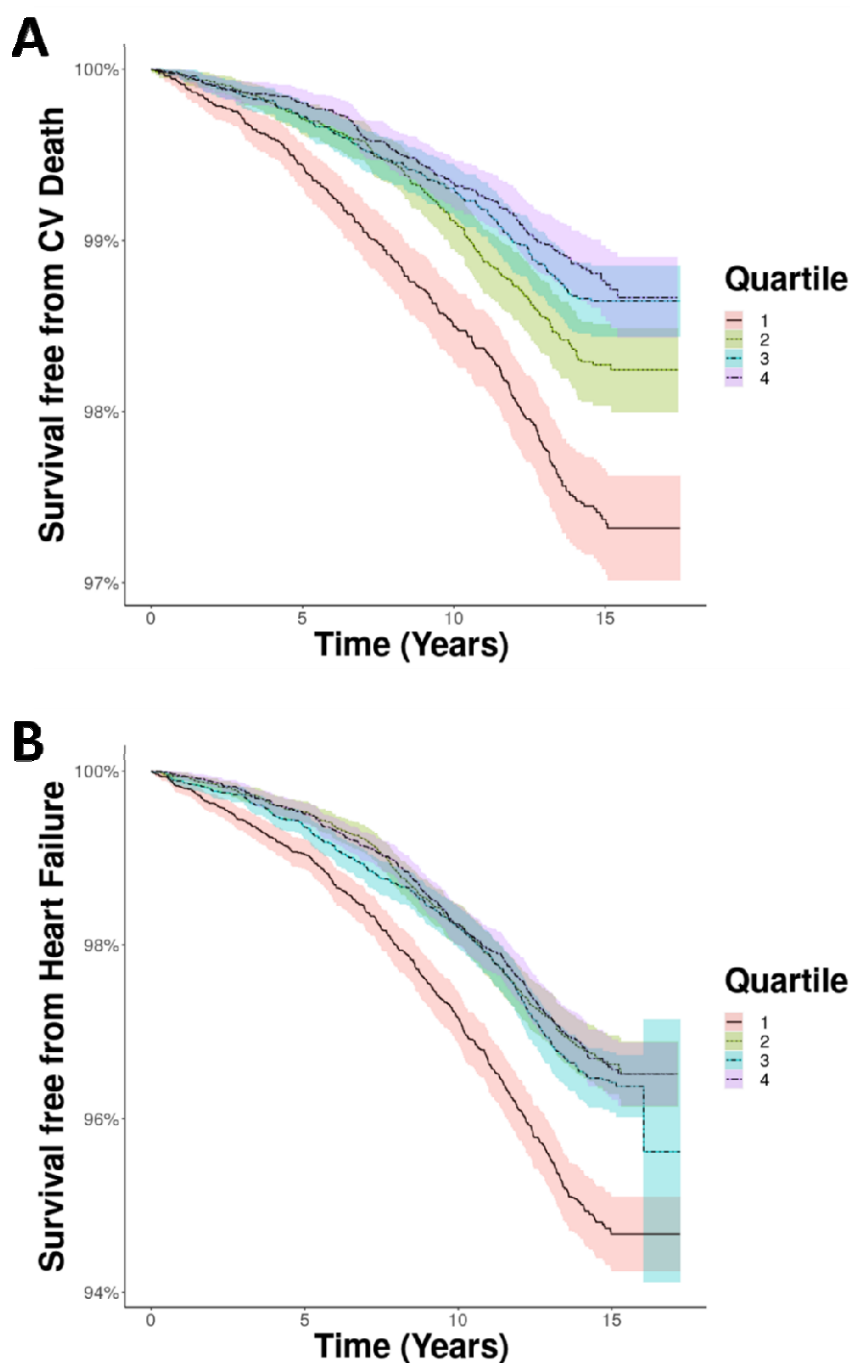 A
Survival free from CV Death
100%
99%
98%
97%
0 5 10 15
Time (Years)
Quartile
1
2
3
4
B
Survival free from Heart Failure
100%
98%
96%
94%
0 5 10 15
Time (Years)
Quartile
1
2
3
4